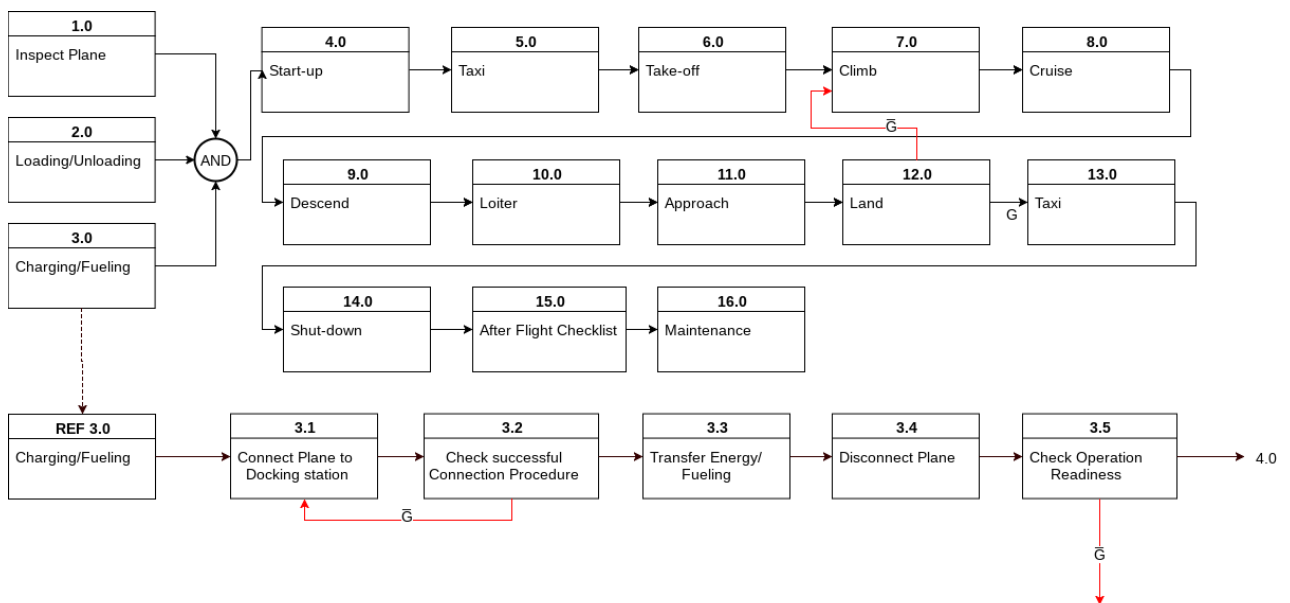 1.0
Inspect Plane
2.0
Loading/Unloading
3.0
Charging/Fueling
AND
4.0
Start-up
5.0
Taxi
6.0
Take-off
7.0
Climb
8.0
Cruise
G̅
9.0
Descend
10.0
Loiter
11.0
Approach
12.0
Land
G
13.0
Taxi
14.0
Shut-down
15.0
After Flight Checklist
16.0
Maintenance
REF 3.0
Charging/Fueling
3.1
Connect Plane to
Docking station
3.2
Check successful
Connection Procedure
G̅
3.3
Transfer Energy/
Fueling
3.4
Disconnect Plane
3.5
Check Operation
Readiness
4.0
G̅